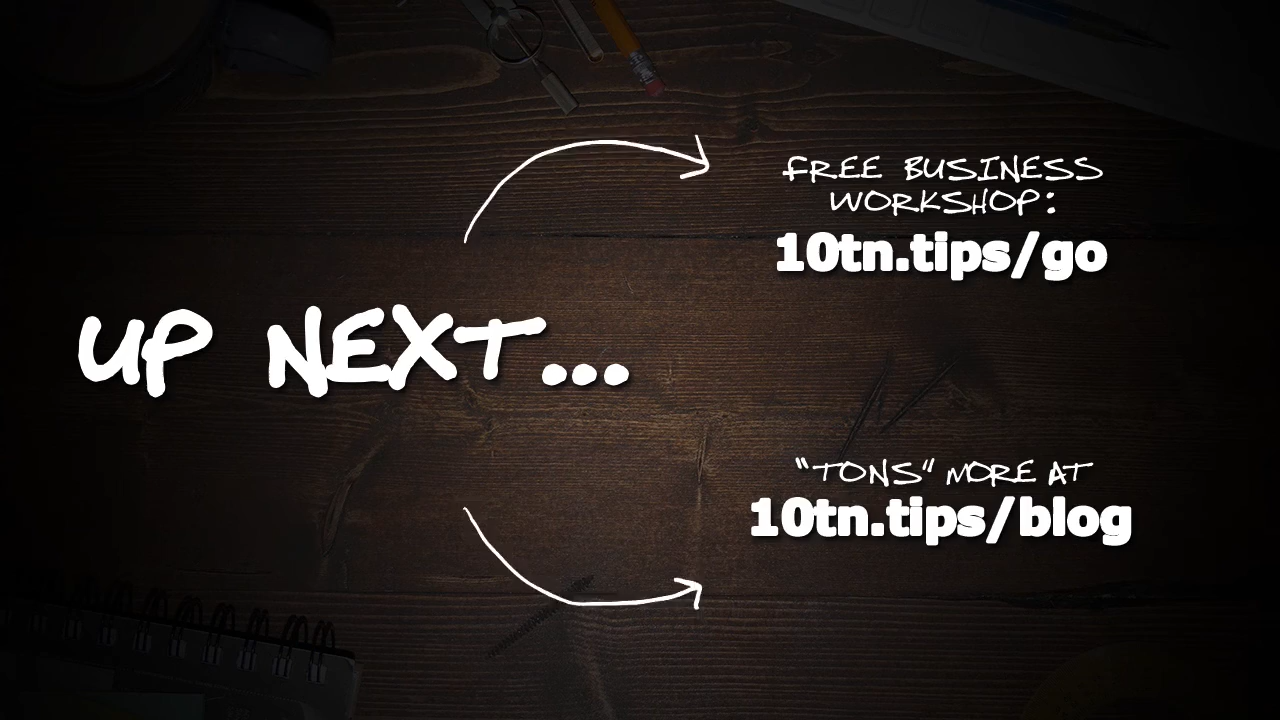 UP NEXT...
FREE BUSINESS
WORKSHOP:
10tn.tips/go
"TONS" MORE AT
10tn.tips/blog